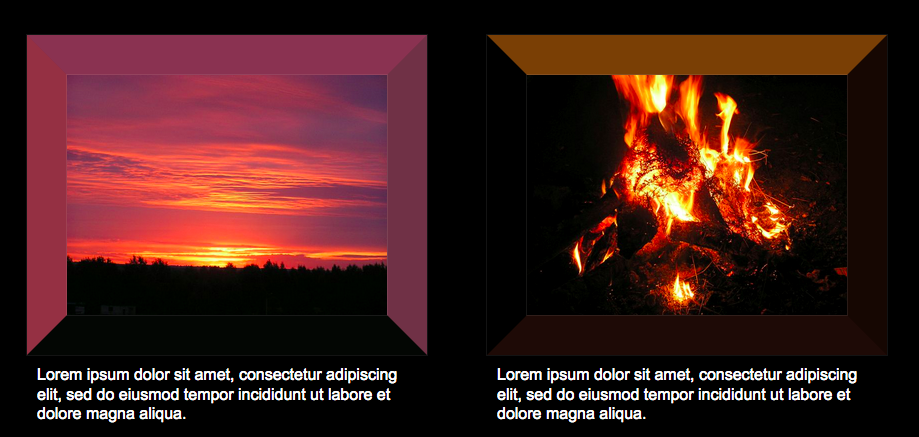 Lorem ipsum dolor sit amet, consectetur adipiscing
elit, sed do eiusmod tempor incididunt ut labore et
dolore magna aliqua.
Lorem ipsum dolor sit amet, consectetur adipiscing
elit, sed do eiusmod tempor incididunt ut labore et
dolore magna aliqua.